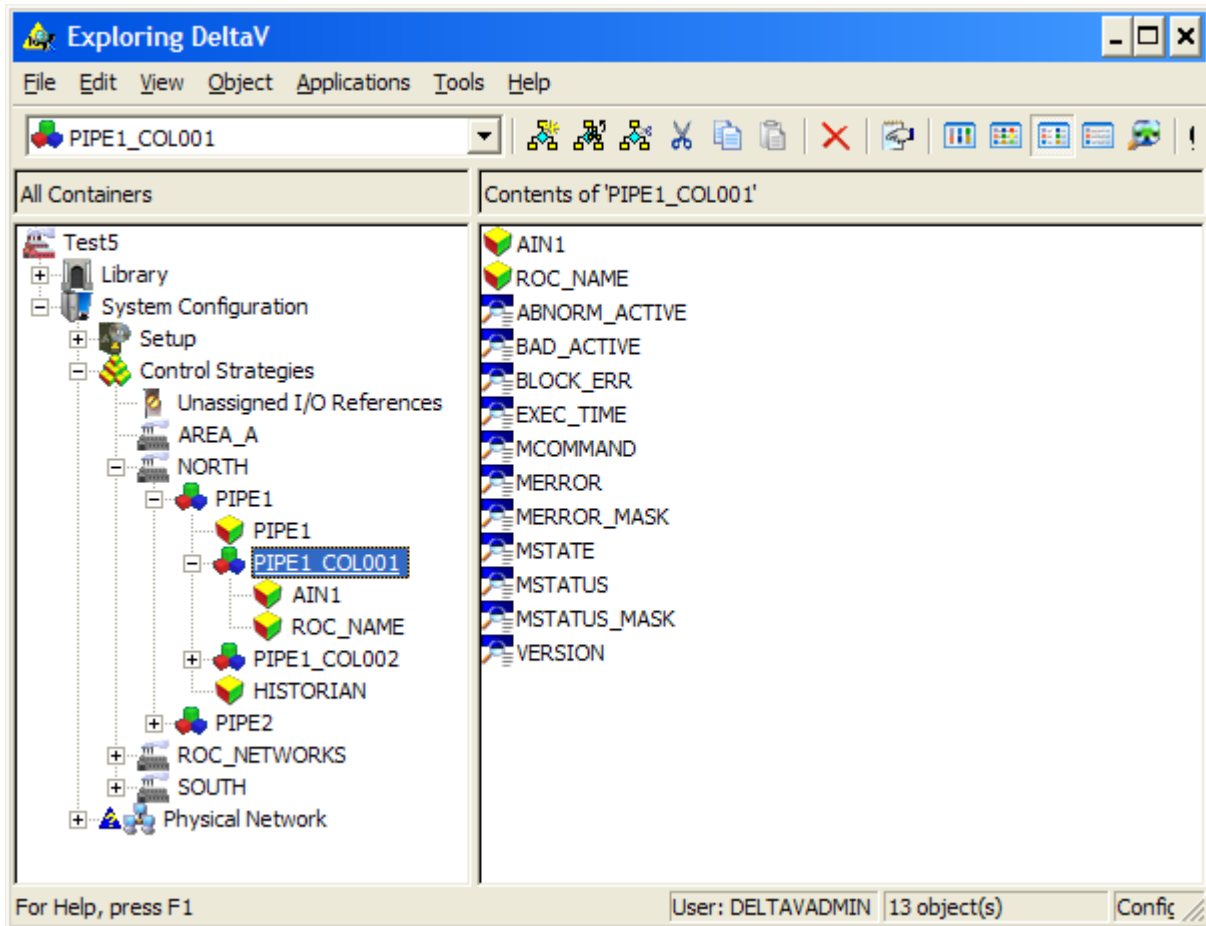 Exploring DeltaV
File Edit View Object Applications Tools Help
PIPE1_COL001
All Containers
Contents of 'PIPE1_COL001'
Test5
Library
System Configuration
Setup
Control Strategies
Unassigned I/O References
AREA_A
NORTH
PIPE1
PIPE1
PIPE1_COL001
AIN1
ROC_NAME
PIPE1_COL002
HISTORIAN
PIPE2
ROC_NETWORKS
SOUTH
Physical Network
AIN1
ROC_NAME
ABNORM_ACTIVE
BAD_ACTIVE
BLOCK_ERR
EXEC_TIME
MCOMMAND
MERROR
MERROR_MASK
MSTATE
MSTATUS
MSTATUS_MASK
VERSION
For Help, press F1
User: DELTAVADMIN
13 object(s)